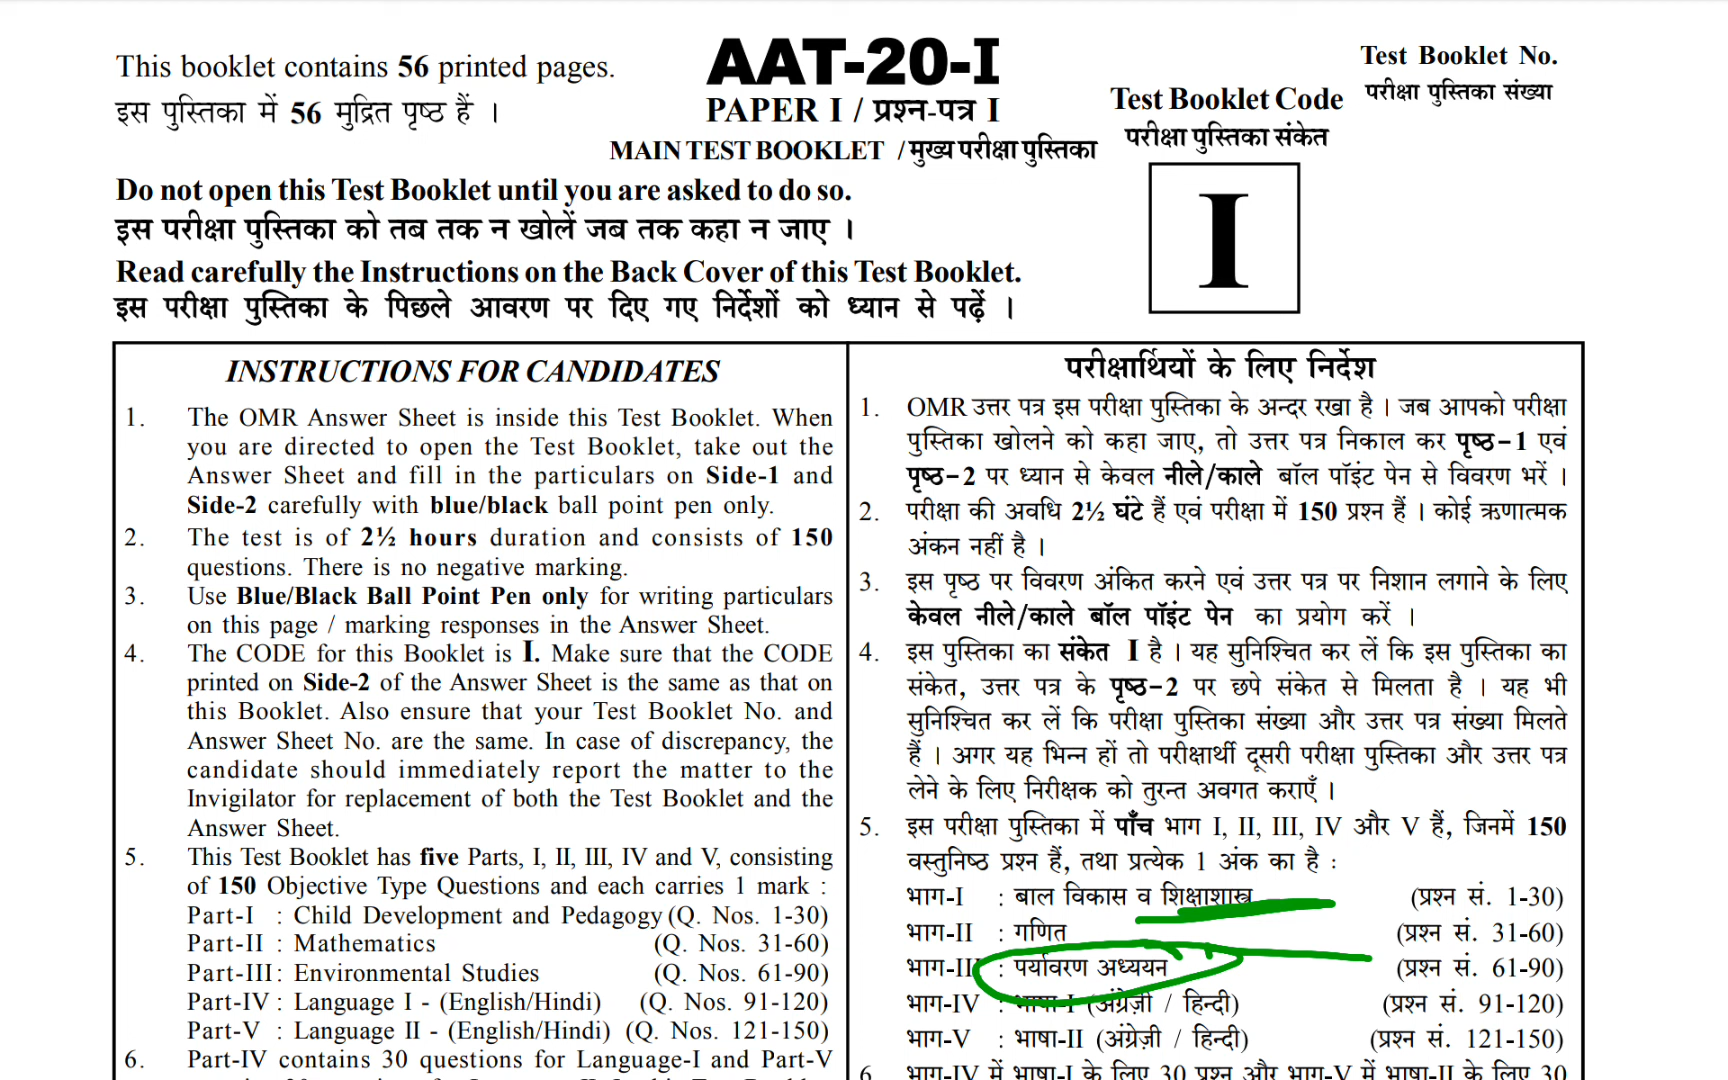 This booklet contains 56 printed pages.
इस पुस्तिका में 56 मुद्रित पृष्ठ हैं ।
AAT-20-I
PAPER I / प्रश्न-पत्र I
MAIN TEST BOOKLET / मुख्य परीक्षा पुस्तिका
Test Booklet Code
परीक्षा पुस्तिका संकेत
I
Test Booklet No.
परीक्षा पुस्तिका संख्या
Do not open this Test Booklet until you are asked to do so.
इस परीक्षा पुस्तिका को तब तक न खोलें जब तक कहा न जाए ।
Read carefully the Instructions on the Back Cover of this Test Booklet.
इस परीक्षा पुस्तिका के पिछले आवरण पर दिए गए निर्देशों को ध्यान से पढ़ें ।
INSTRUCTIONS FOR CANDIDATES
1. The OMR Answer Sheet is inside this Test Booklet. When
you are directed to open the Test Booklet, take out the
Answer Sheet and fill in the particulars on Side-1 and
Side-2 carefully with blue/black ball point pen only.
2. The test is of 2½ hours duration and consists of 150
questions. There is no negative marking.
3. Use Blue/Black Ball Point Pen only for writing particulars
on this page / marking responses in the Answer Sheet.
4. The CODE for this Booklet is I. Make sure that the CODE
printed on Side-2 of the Answer Sheet is the same as that on
this Booklet. Also ensure that your Test Booklet No. and
Answer Sheet No. are the same. In case of discrepancy, the
candidate should immediately report the matter to the
Invigilator for replacement of both the Test Booklet and the
Answer Sheet.
5. This Test Booklet has five Parts, I, II, III, IV and V, consisting
of 150 Objective Type Questions and each carries 1 mark :
Part-I : Child Development and Pedagogy (Q. Nos. 1-30)
Part-II : Mathematics (Q. Nos. 31-60)
Part-III : Environmental Studies (Q. Nos. 61-90)
Part-IV : Language I - (English/Hindi) (Q. Nos. 91-120)
Part-V : Language II - (English/Hindi) (Q. Nos. 121-150)
6. Part-IV contains 30 questions for Language-I and Part-V
परीक्षार्थियों के लिए निर्देश
1. OMR उत्तर पत्र इस परीक्षा पुस्तिका के अन्दर रखा है । जब आपको परीक्षा
पुस्तिका खोलने को कहा जाए, तो उत्तर पत्र निकाल कर पृष्ठ-1 एवं
पृष्ठ-2 पर ध्यान से केवल नीले/काले बॉल पॉइंट पेन से विवरण भरें ।
2. परीक्षा की अवधि 2½ घंटे हैं एवं परीक्षा में 150 प्रश्न हैं । कोई ऋणात्मक
अंकन नहीं है ।
3. इस पृष्ठ पर विवरण अंकित करने एवं उत्तर पत्र पर निशान लगाने के लिए
केवल नीले/काले बॉल पॉइंट पेन का प्रयोग करें ।
4. इस पुस्तिका का संकेत I है । यह सुनिश्चित कर लें कि इस पुस्तिका का
संकेत, उत्तर पत्र के पृष्ठ-2 पर छपे संकेत से मिलता है । यह भी
सुनिश्चित कर लें कि परीक्षा पुस्तिका संख्या और उत्तर पत्र संख्या मिलते
हैं । अगर यह भिन्न हों तो परीक्षार्थी दूसरी परीक्षा पुस्तिका और उत्तर पत्र
लेने के लिए निरीक्षक को तुरन्त अवगत कराएँ ।
5. इस परीक्षा पुस्तिका में पाँच भाग I, II, III, IV और V हैं, जिनमें 150
वस्तुनिष्ठ प्रश्न हैं, तथा प्रत्येक 1 अंक का है :
भाग-I : बाल विकास व शिक्षाशास्त्र (प्रश्न सं. 1-30)
भाग-II : गणित (प्रश्न सं. 31-60)
भाग-III : पर्यावरण अध्ययन (प्रश्न सं. 61-90)
भाग-IV : भाषा-I (अंग्रेज़ी / हिन्दी) (प्रश्न सं. 91-120)
भाग-V : भाषा-II (अंग्रेज़ी / हिन्दी) (प्रश्न सं. 121-150)
6. भाग-IV में भाषा-I के लिए 30 प्रश्न और भाग-V में भाषा-II के लिए 30